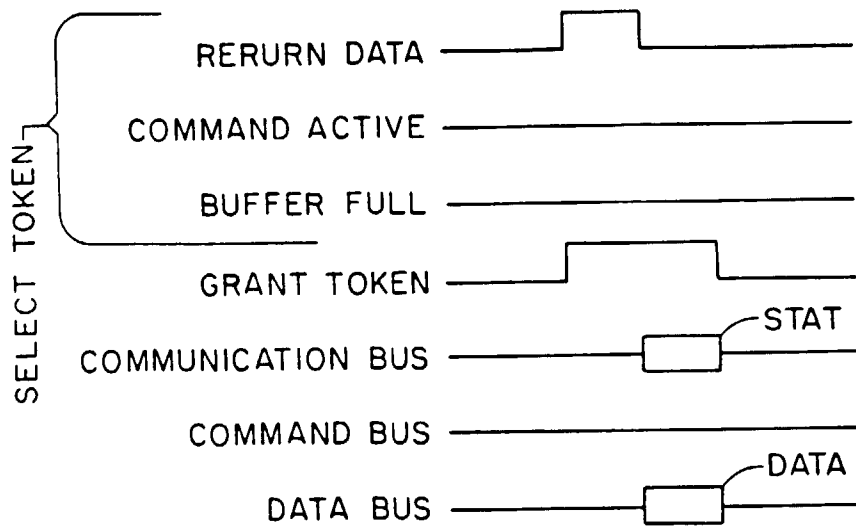 SELECT TOKEN
RERURN DATA
COMMAND ACTIVE
BUFFER FULL
GRANT TOKEN
COMMUNICATION BUS
STAT
COMMAND BUS
DATA BUS
DATA